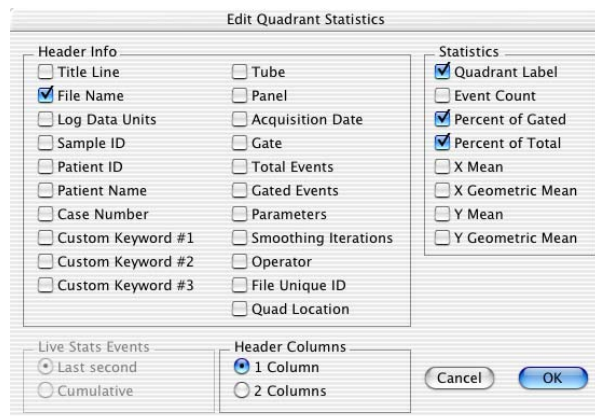 Edit Quadrant Statistics
Header Info
Title Line
File Name
Log Data Units
Sample ID
Patient ID
Patient Name
Case Number
Custom Keyword #1
Custom Keyword #2
Custom Keyword #3
Tube
Panel
Acquisition Date
Gate
Total Events
Gated Events
Parameters
Smoothing Iterations
Operator
File Unique ID
Quad Location
Statistics
Quadrant Label
Event Count
Percent of Gated
Percent of Total
X Mean
X Geometric Mean
Y Mean
Y Geometric Mean
Live Stats Events
Last second
Cumulative
Header Columns
1 Column
2 Columns
Cancel
OK